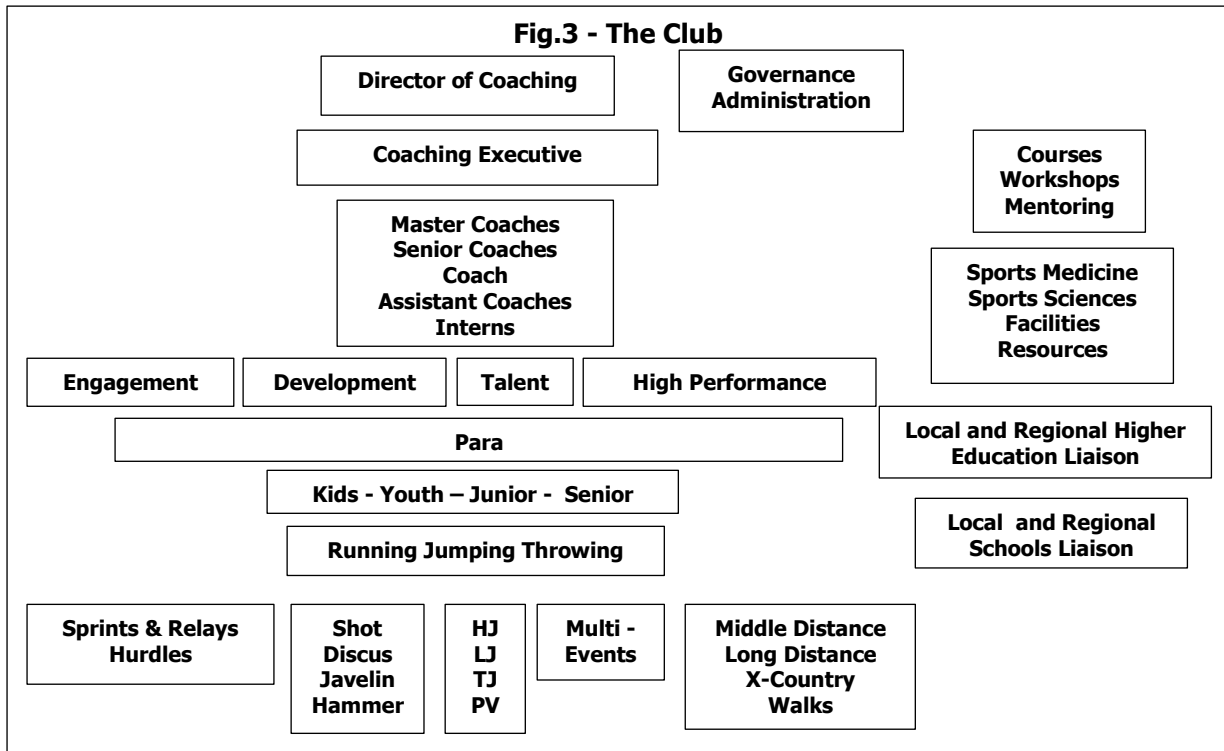 Fig.3 - The Club
Director of Coaching
Governance
Administration
Coaching Executive
Courses
Workshops
Mentoring
Master Coaches
Senior Coaches
Coach
Assistant Coaches
Interns
Sports Medicine
Sports Sciences
Facilities
Resources
Engagement
Development
Talent
High Performance
Para
Local and Regional Higher
Education Liaison
Kids - Youth – Junior -  Senior
Local  and Regional
Schools Liaison
Running Jumping Throwing
Sprints & Relays
Hurdles
Shot
Discus
Javelin
Hammer
HJ
LJ
TJ
PV
Multi -
Events
Middle Distance
Long Distance
X-Country
Walks